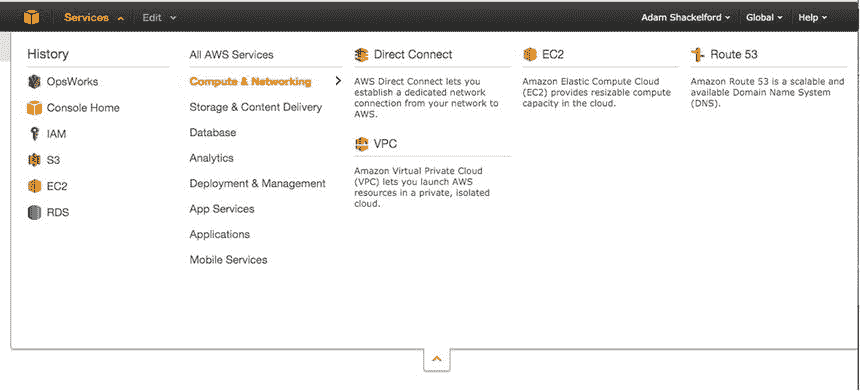 Services Edit Adam Shackelford Global Help
History
OpsWorks
Console Home
IAM
S3
EC2
RDS
All AWS Services
Compute & Networking
Storage & Content Delivery
Database
Analytics
Deployment & Management
App Services
Applications
Mobile Services
Direct Connect
AWS Direct Connect lets you
establish a dedicated network
connection from your network to
AWS.
VPC
Amazon Virtual Private Cloud
(VPC) lets you launch AWS
resources in a private, isolated
cloud.
EC2
Amazon Elastic Compute Cloud
(EC2) provides resizable compute
capacity in the cloud.
Route 53
Amazon Route 53 is a scalable and
available Domain Name System
(DNS).